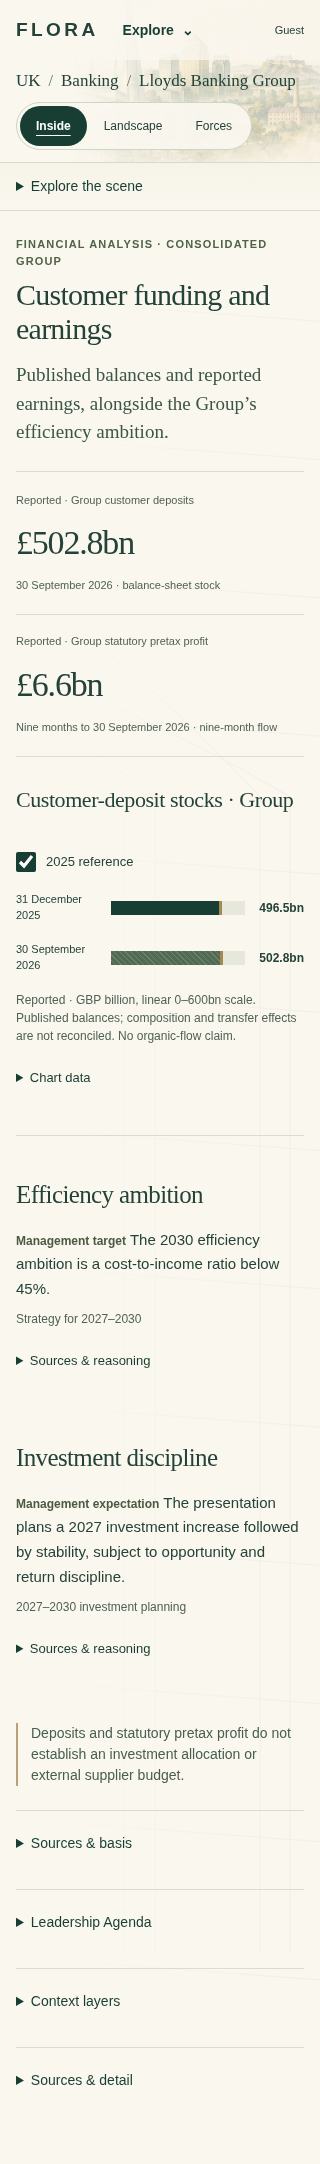 FLORA Explore Guest
UK / Banking / Lloyds Banking Group
Inside Landscape Forces
Explore the scene
FINANCIAL ANALYSIS · CONSOLIDATED
GROUP
Customer funding and
earnings
Published balances and reported
earnings, alongside the Group’s
efficiency ambition.
Reported · Group customer deposits
£502.8bn
30 September 2026 · balance-sheet stock
Reported · Group statutory pretax profit
£6.6bn
Nine months to 30 September 2026 · nine-month flow
Customer-deposit stocks · Group
2025 reference
31 December
2025
496.5bn
30 September
2026
502.8bn
Reported · GBP billion, linear 0–600bn scale.
Published balances; composition and transfer effects
are not reconciled. No organic-flow claim.
Chart data
Efficiency ambition
Management target The 2030 efficiency
ambition is a cost-to-income ratio below
45%.
Strategy for 2027–2030
Sources & reasoning
Investment discipline
Management expectation The presentation
plans a 2027 investment increase followed
by stability, subject to opportunity and
return discipline.
2027–2030 investment planning
Sources & reasoning
Deposits and statutory pretax profit do not
establish an investment allocation or
external supplier budget.
Sources & basis
Leadership Agenda
Context layers
Sources & detail